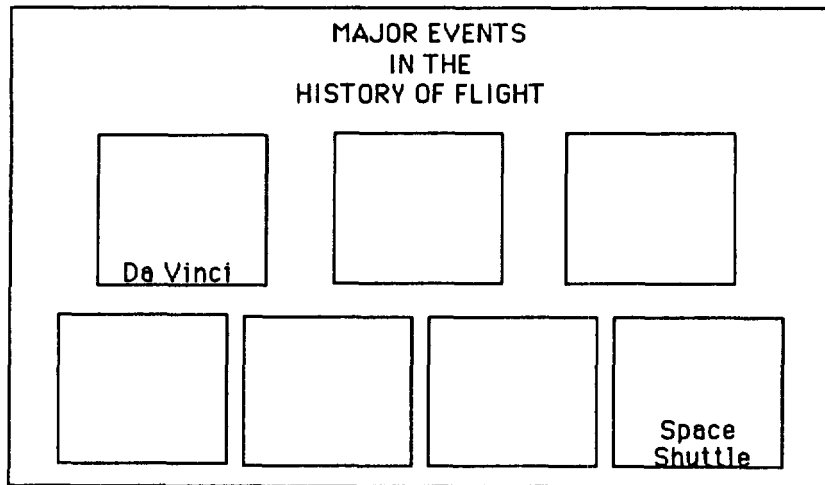 MAJOR EVENTS
IN THE
HISTORY OF FLIGHT
Da Vinci
Space
Shuttle